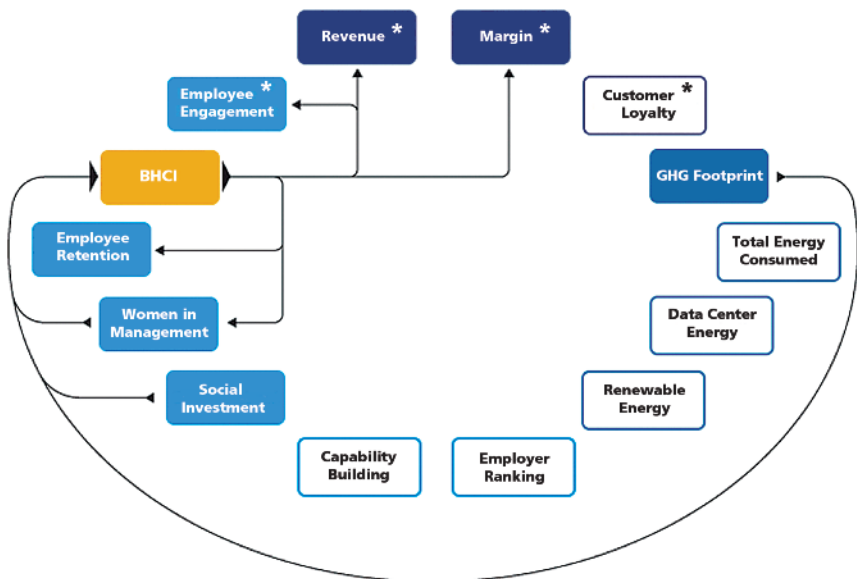 Revenue *
Margin *
Employee *
Engagement
Customer *
Loyalty
BHCI
GHG Footprint
Employee
Retention
Total Energy
Consumed
Women in
Management
Data Center
Energy
Social
Investment
Renewable
Energy
Capability
Building
Employer
Ranking